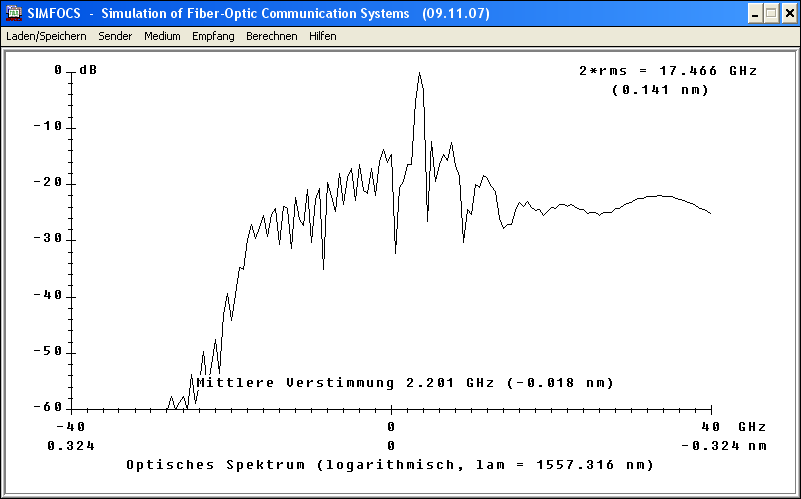 SIMFOCS - Simulation of Fiber-Optic Communication Systems (09.11.07)
Laden/Speichern Sender Medium Empfang Berechnen Hilfen
0 dB
2*rms = 17.466 GHz
(0.141 nm)
-10
-20
-30
-40
-50
Mittlere Verstimmung 2.201 GHz (-0.018 nm)
-60
-40 0 40 GHz
0.324 0 -0.324 nm
Optisches Spektrum (logarithmisch, lam = 1557.316 nm)